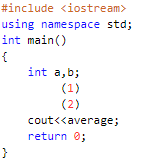 #include <iostream>
using namespace std;
int main()
{
    int a,b;
        (1)
        (2)
    cout<<average;
    return 0;
}